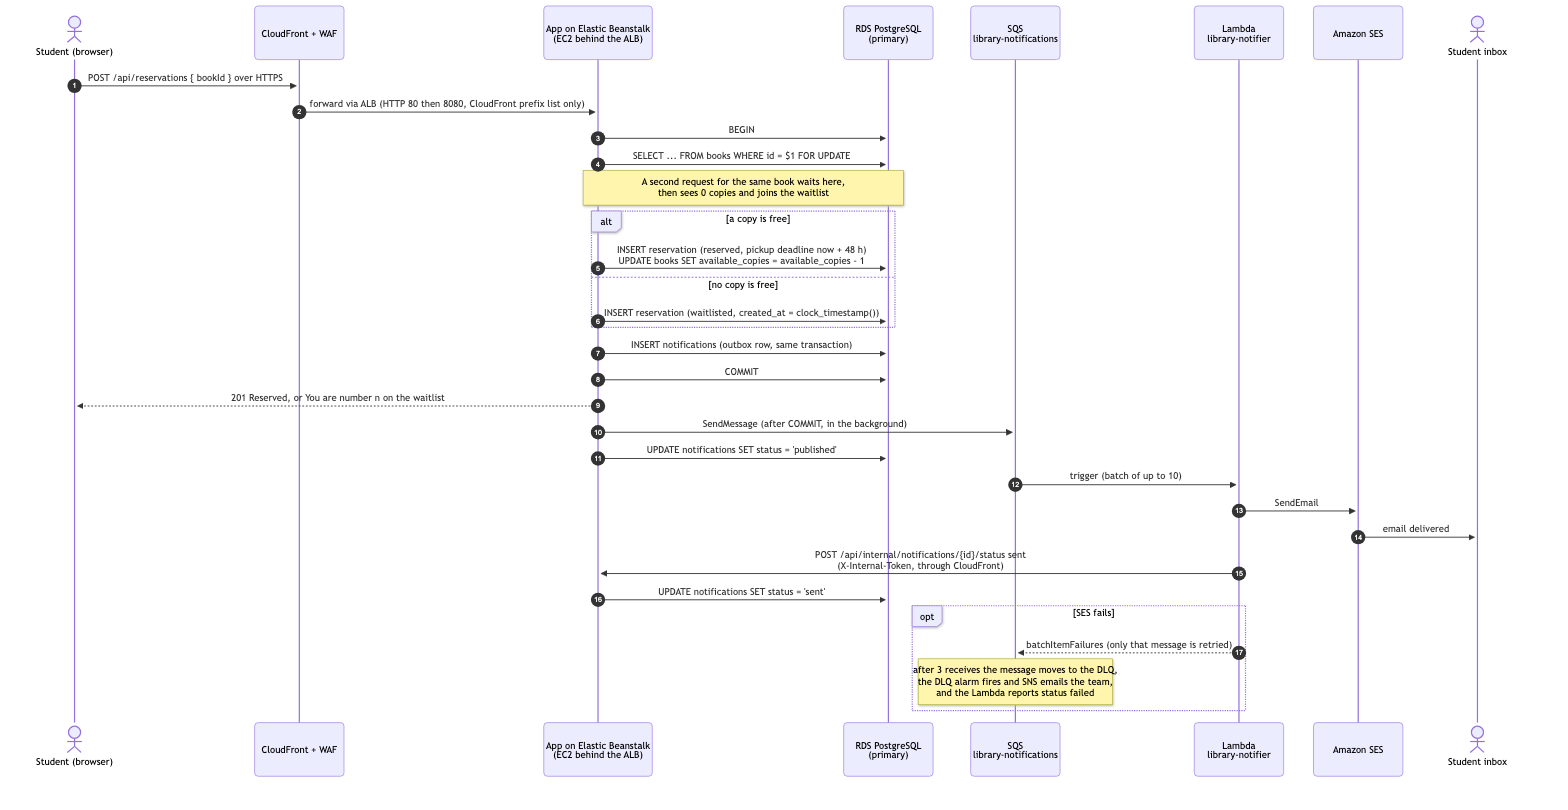 Student (browser)
CloudFront + WAF
App on Elastic Beanstalk
(EC2 behind the ALB)
RDS PostgreSQL
(primary)
SQS
library-notifications
Lambda
library-notifier
Amazon SES
Student inbox
1
POST /api/reservations { bookId } over HTTPS
2
forward via ALB (HTTP 80 then 8080, CloudFront prefix list only)
3
BEGIN
4
SELECT ... FROM books WHERE id = $1 FOR UPDATE
A second request for the same book waits here,
then sees 0 copies and joins the waitlist
alt
[a copy is free]
INSERT reservation (reserved, pickup deadline now + 48 h)
UPDATE books SET available_copies = available_copies - 1
5
[no copy is free]
INSERT reservation (waitlisted, created_at = clock_timestamp())
6
INSERT notifications (outbox row, same transaction)
7
COMMIT
8
201 Reserved, or You are number n on the waitlist
9
SendMessage (after COMMIT, in the background)
10
UPDATE notifications SET status = 'published'
11
trigger (batch of up to 10)
12
SendEmail
13
email delivered
14
POST /api/internal/notifications/{id}/status sent
(X-Internal-Token, through CloudFront)
15
UPDATE notifications SET status = 'sent'
16
opt
[SES fails]
batchItemFailures (only that message is retried)
17
after 3 receives the message moves to the DLQ,
the DLQ alarm fires and SNS emails the team,
and the Lambda reports status failed
Student (browser)
CloudFront + WAF
App on Elastic Beanstalk
(EC2 behind the ALB)
RDS PostgreSQL
(primary)
SQS
library-notifications
Lambda
library-notifier
Amazon SES
Student inbox